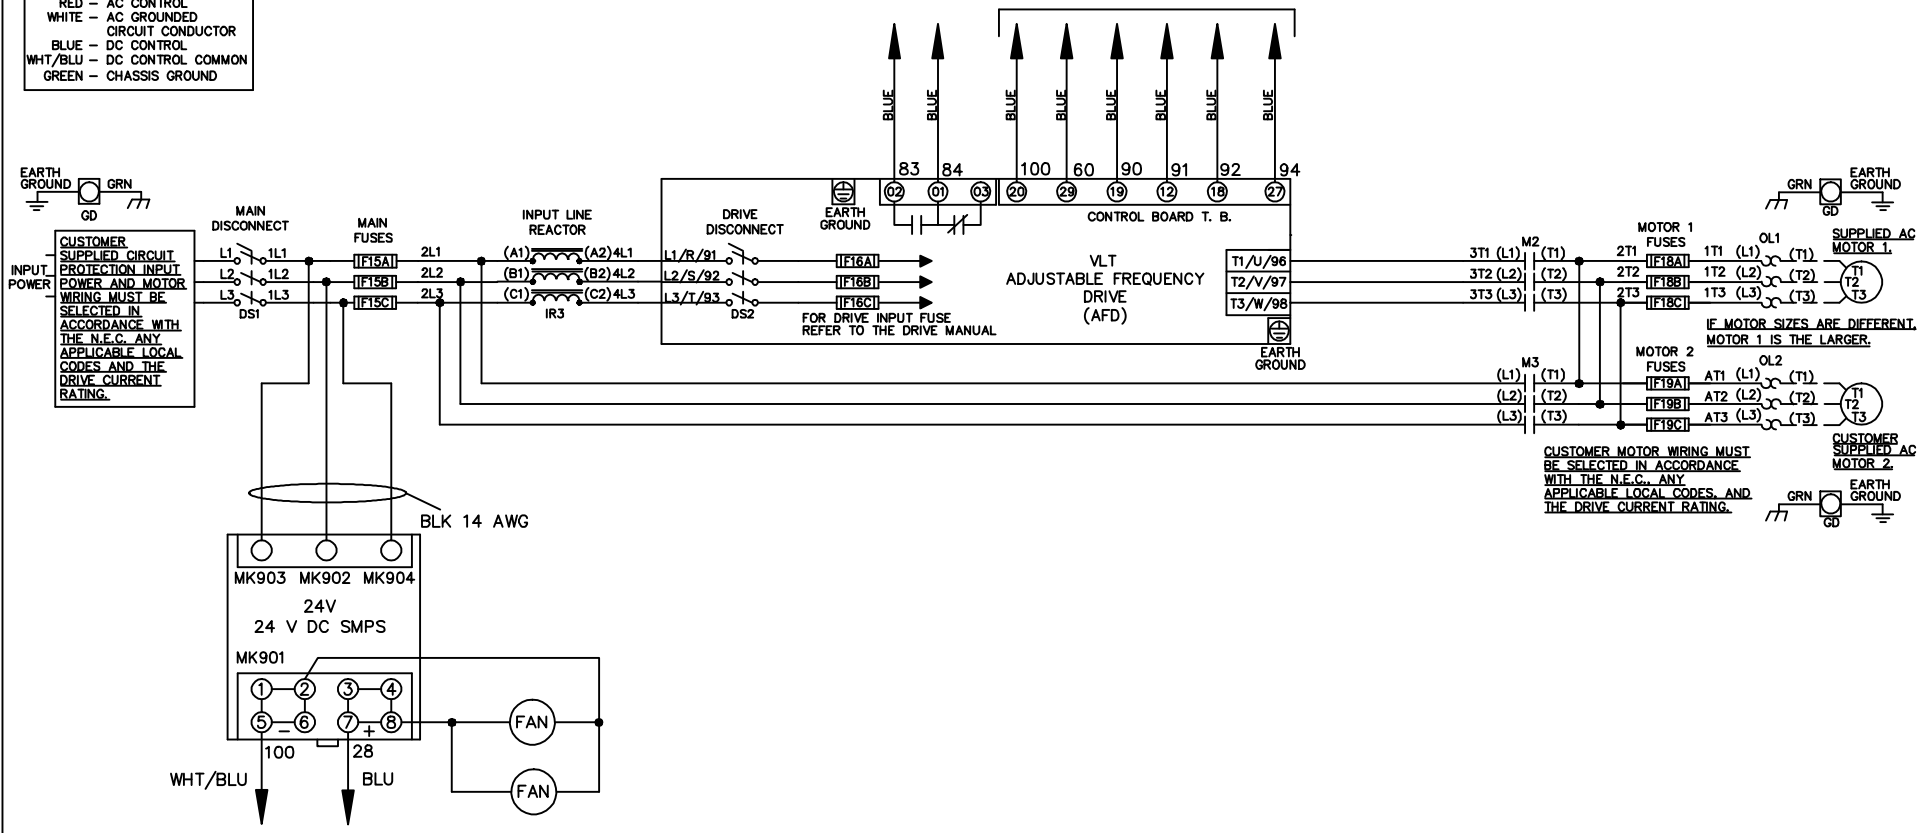 RED – AC CONTROL
WHITE – AC GROUNDED
CIRCUIT CONDUCTOR
BLUE – DC CONTROL
WHT/BLU – DC CONTROL COMMON
GREEN – CHASSIS GROUND
BLUE BLUE BLUE BLUE BLUE BLUE BLUE BLUE
83 84 100 60 90 91 92 94
02 01 03 20 29 19 12 18 27
EARTH
GROUND
CONTROL BOARD T. B.
EARTH
GROUND
GRN
GD
INPUT
POWER
CUSTOMER
SUPPLIED CIRCUIT
PROTECTION INPUT
POWER AND MOTOR
WIRING MUST BE
SELECTED IN
ACCORDANCE WITH
THE N.E.C. ANY
APPLICABLE LOCAL
CODES AND THE
DRIVE CURRENT
RATING.
MAIN
DISCONNECT
L1 1L1
L2 1L2
L3 1L3
DS1
MAIN
FUSES
F15A
F15B
F15C
2L1
2L2
2L3
INPUT LINE
REACTOR
(A1) (A2) 4L1
(B1) (B2) 4L2
(C1) (C2) 4L3
IR3
L1/R/91
L2/S/92
L3/T/93
DRIVE
DISCONNECT
DS2
F16A
F16B
F16C
FOR DRIVE INPUT FUSE
REFER TO THE DRIVE MANUAL
VLT
ADJUSTABLE FREQUENCY
DRIVE
(AFD)
T1/U/96
T2/V/97
T3/W/98
EARTH
GROUND
M2
3T1 (L1) (T1)
3T2 (L2) (T2)
3T3 (L3) (T3)
MOTOR 1
FUSES
2T1 F18A 1T1 (L1)
2T2 F18B 1T2 (L2)
2T3 F18C 1T3 (L3)
OL1
(T1)
(T2)
(T3)
GRN
GD
EARTH
GROUND
SUPPLIED AC
MOTOR 1.
T1
T2
T3
IF MOTOR SIZES ARE DIFFERENT,
MOTOR 1 IS THE LARGER.
M3
(L1) (T1)
(L2) (T2)
(L3) (T3)
MOTOR 2
FUSES
F19A AT1 (L1)
F19B AT2 (L2)
F19C AT3 (L3)
OL2
(T1)
(T2)
(T3)
T1
T2
T3
CUSTOMER
SUPPLIED AC
MOTOR 2.
CUSTOMER MOTOR WIRING MUST
BE SELECTED IN ACCORDANCE
WITH THE N.E.C., ANY
APPLICABLE LOCAL CODES, AND
THE DRIVE CURRENT RATING.
GRN
GD
EARTH
GROUND
BLK 14 AWG
MK903 MK902 MK904
24V
24 V DC SMPS
MK901
1 2 3 4
5 6 7 8
– +
100 28
WHT/BLU BLU
FAN
FAN